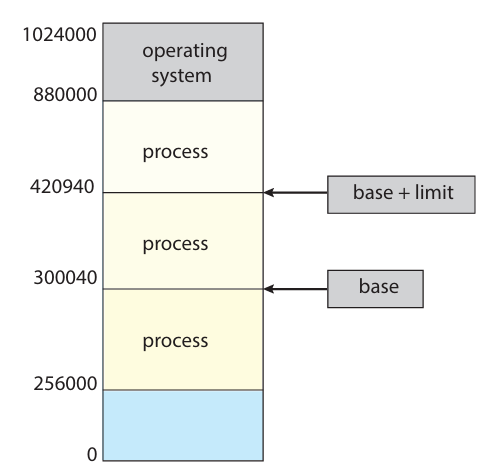 1024000
operating
system
880000
process
420940
base + limit
process
300040
base
process
256000
0